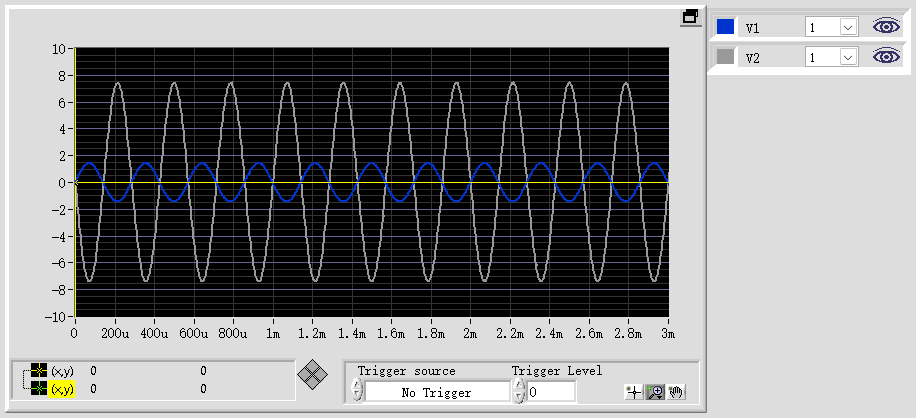 V1 1
V2 1
10
8
6
4
2
0
-2
-4
-6
-8
-10
0 200u 400u 600u 800u 1m 1.2m 1.4m 1.6m 1.8m 2m 2.2m 2.4m 2.6m 2.8m 3m
(x,y) 0 0
(x,y) 0 0
Trigger source Trigger Level
No Trigger 0